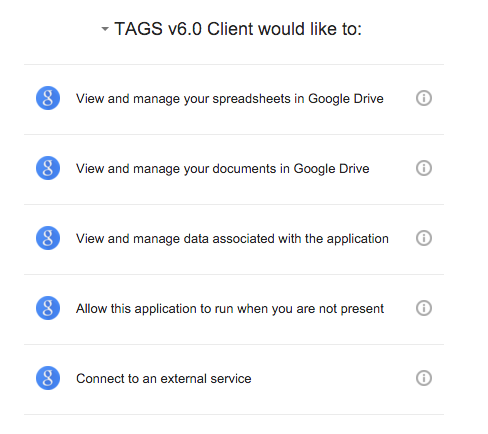 TAGS v6.0 Client would like to:
View and manage your spreadsheets in Google Drive
View and manage your documents in Google Drive
View and manage data associated with the application
Allow this application to run when you are not present
Connect to an external service